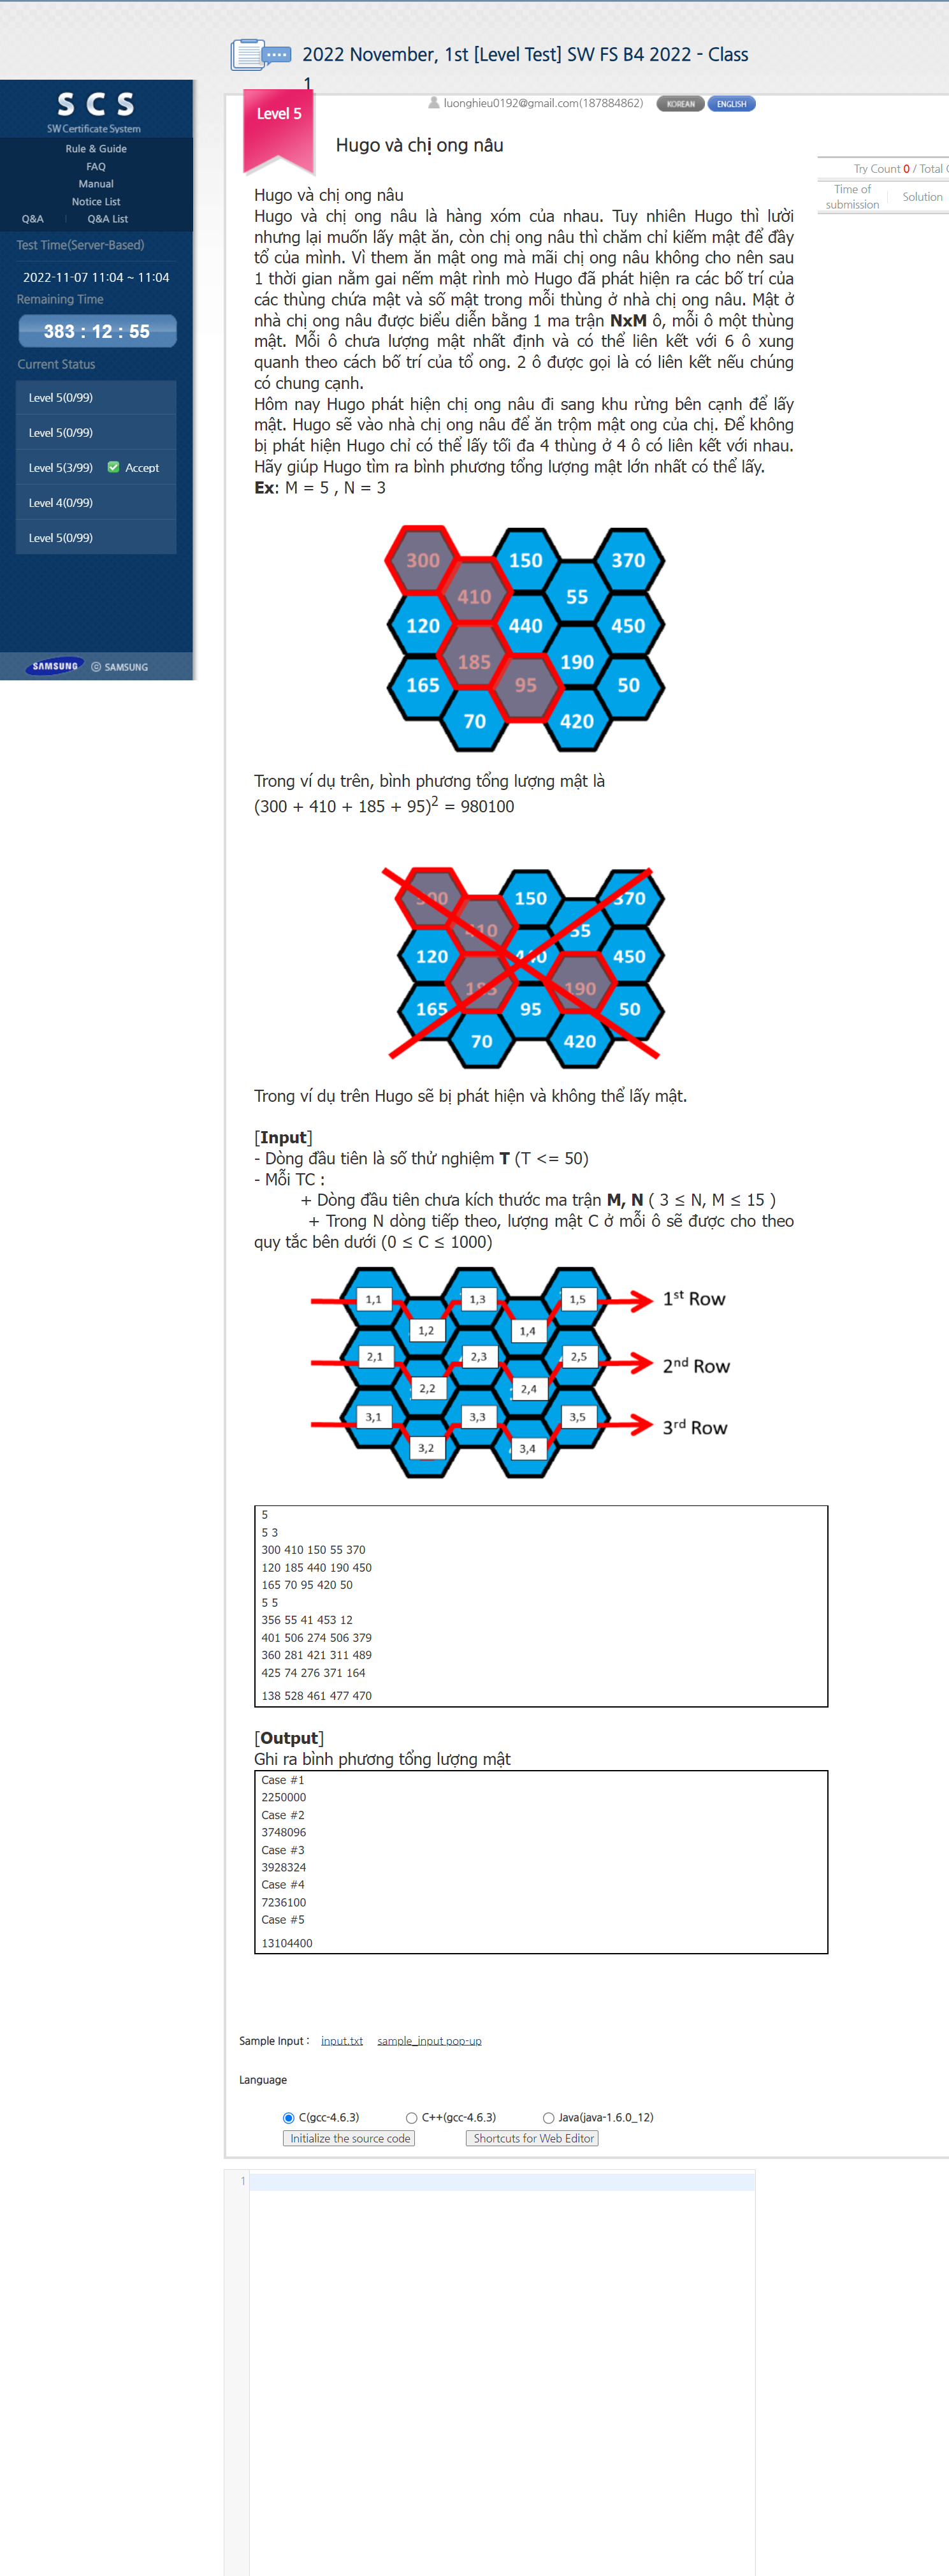 2022 November, 1st [Level Test] SW FS B4 2022 - Class
1
SCS
SW Certificate System
Rule & Guide
FAQ
Manual
Notice List
Q&A | Q&A List
Test Time(Server-Based)
2022-11-07 11:04 ~ 11:04
Remaining Time
383 : 12 : 55
Current Status
Level 5(0/99)
Level 5(0/99)
Level 5(3/99) Accept
Level 4(0/99)
Level 5(0/99)
SAMSUNG ⓒ SAMSUNG
Level 5
luonghieu0192@gmail.com(187884862) KOREAN ENGLISH
Hugo và chị ong nâu
Try Count 0 / Total
Time of
submission
Solution
Hugo và chị ong nâu
Hugo và chị ong nâu là hàng xóm của nhau. Tuy nhiên Hugo thì lười
nhưng lại muốn lấy mật ăn, còn chị ong nâu thì chăm chỉ kiếm mật để đầy
tổ của mình. Vì them ăn mật ong mà mãi chị ong nâu không cho nên sau
1 thời gian nằm gai nếm mật rình mò Hugo đã phát hiện ra các bố trí của
các thùng chứa mật và số mật trong mỗi thùng ở nhà chị ong nâu. Mật ở
nhà chị ong nâu được biểu diễn bằng 1 ma trận NxM ô, mỗi ô một thùng
mật. Mỗi ô chưa lượng mật nhất định và có thể liên kết với 6 ô xung
quanh theo cách bố trí của tổ ong. 2 ô được gọi là có liên kết nếu chúng
có chung cạnh.
Hôm nay Hugo phát hiện chị ong nâu đi sang khu rừng bên cạnh để lấy
mật. Hugo sẽ vào nhà chị ong nâu để ăn trộm mật ong của chị. Để không
bị phát hiện Hugo chỉ có thể lấy tối đa 4 thùng ở 4 ô có liên kết với nhau.
Hãy giúp Hugo tìm ra bình phương tổng lượng mật lớn nhất có thể lấy.
Ex: M = 5 , N = 3
300 150 370
410 55
120 440 450
185 190
165 95 50
70 420
Trong ví dụ trên, bình phương tổng lượng mật là
(300 + 410 + 185 + 95)2 = 980100
300 150 370
410 55
120 440 450
185 190
165 95 50
70 420
Trong ví dụ trên Hugo sẽ bị phát hiện và không thể lấy mật.
[Input]
- Dòng đầu tiên là số thử nghiệm T (T <= 50)
- Mỗi TC :
+ Dòng đầu tiên chưa kích thước ma trận M, N ( 3 ≤ N, M ≤ 15 )
+ Trong N dòng tiếp theo, lượng mật C ở mỗi ô sẽ được cho theo
quy tắc bên dưới (0 ≤ C ≤ 1000)
1,1 1,3 1,5 1st Row
1,2 1,4
2,1 2,3 2,5 2nd Row
2,2 2,4
3,1 3,3 3,5 3rd Row
3,2 3,4
5
5 3
300 410 150 55 370
120 185 440 190 450
165 70 95 420 50
5 5
356 55 41 453 12
401 506 274 506 379
360 281 421 311 489
425 74 276 371 164
138 528 461 477 470
[Output]
Ghi ra bình phương tổng lượng mật
Case #1
2250000
Case #2
3748096
Case #3
3928324
Case #4
7236100
Case #5
13104400
Sample Input : input.txt sample_input pop-up
Language
C(gcc-4.6.3) C++(gcc-4.6.3) Java(java-1.6.0_12)
Initialize the source code Shortcuts for Web Editor
1